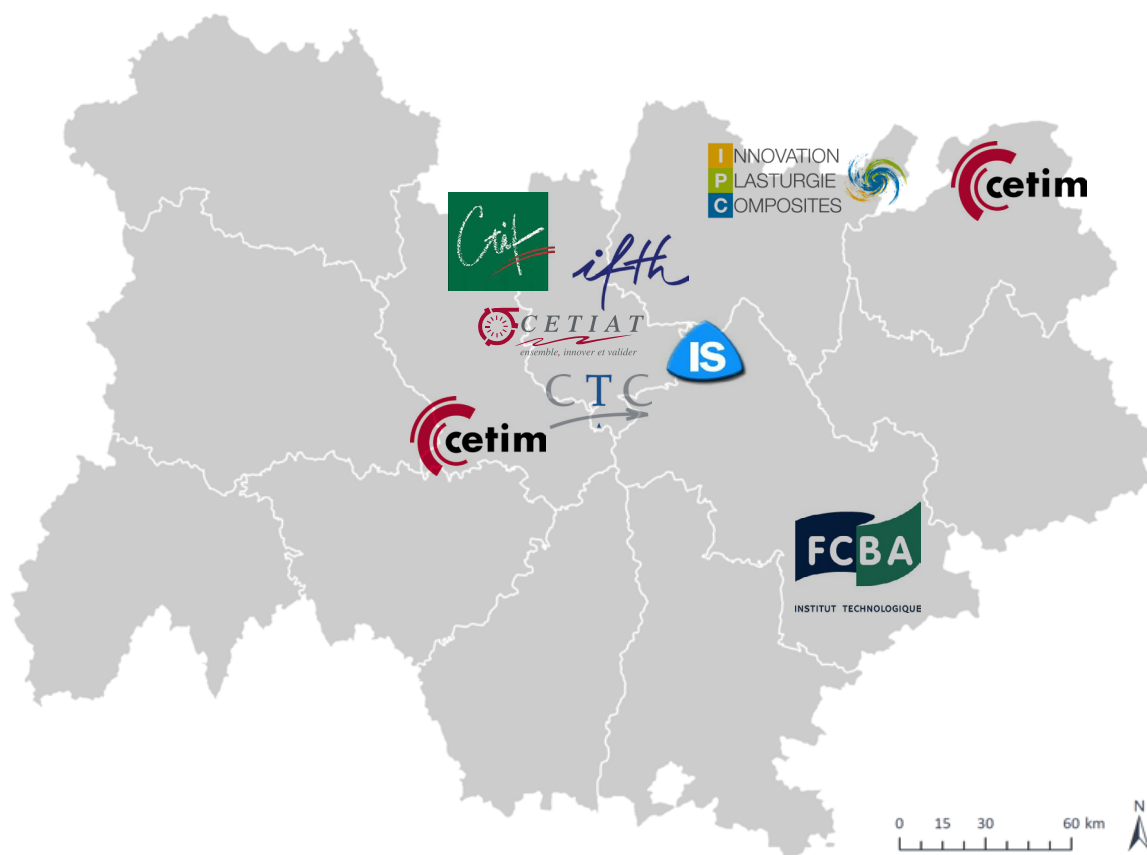 INNOVATION
PLASTURGIE
COMPOSITES
cetim
Ctif
ifth
CETIAT
ensemble, innover et valider
IS
CTC
cetim
FCBA
INSTITUT TECHNOLOGIQUE
N
0 15 30 60 km